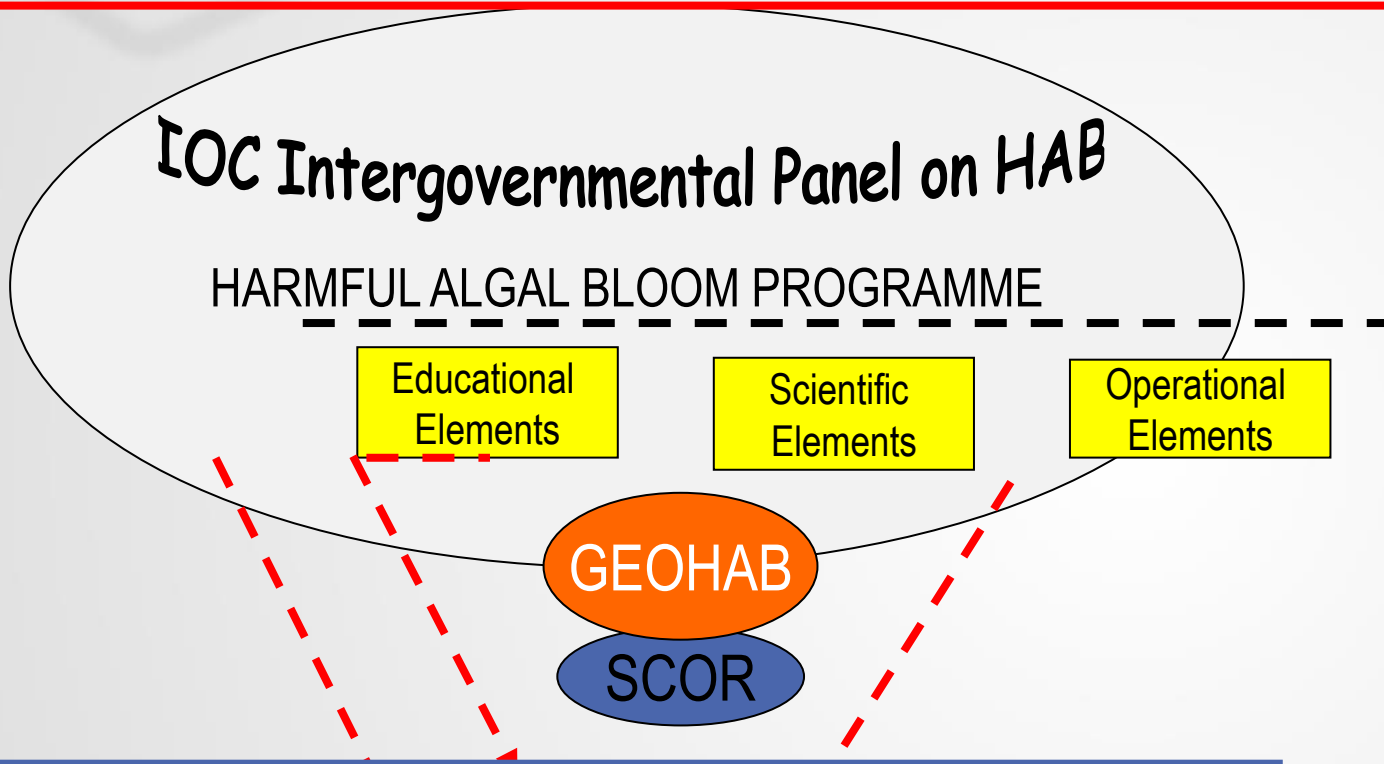 IOC Intergovernmental Panel on HAB
HARMFUL ALGAL BLOOM PROGRAMME
Educational
Elements
Scientific
Elements
Operational
Elements
GEOHAB
SCOR